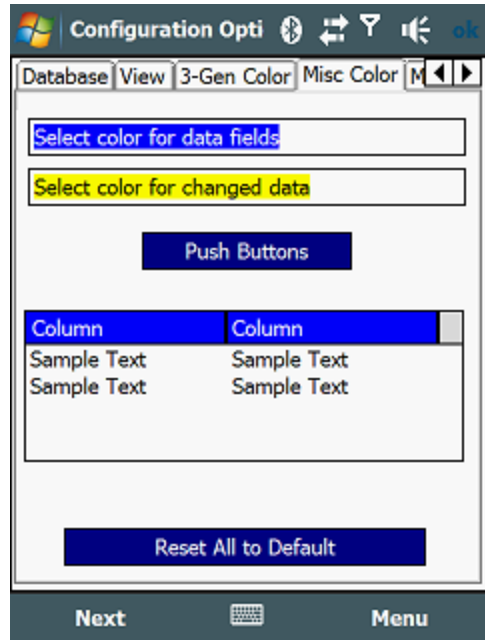 Configuration Opti ok
Database View 3-Gen Color Misc Color M
Select color for data fields
Select color for changed data
Push Buttons
Column Column
Sample Text Sample Text
Sample Text Sample Text
Reset All to Default
Next Menu